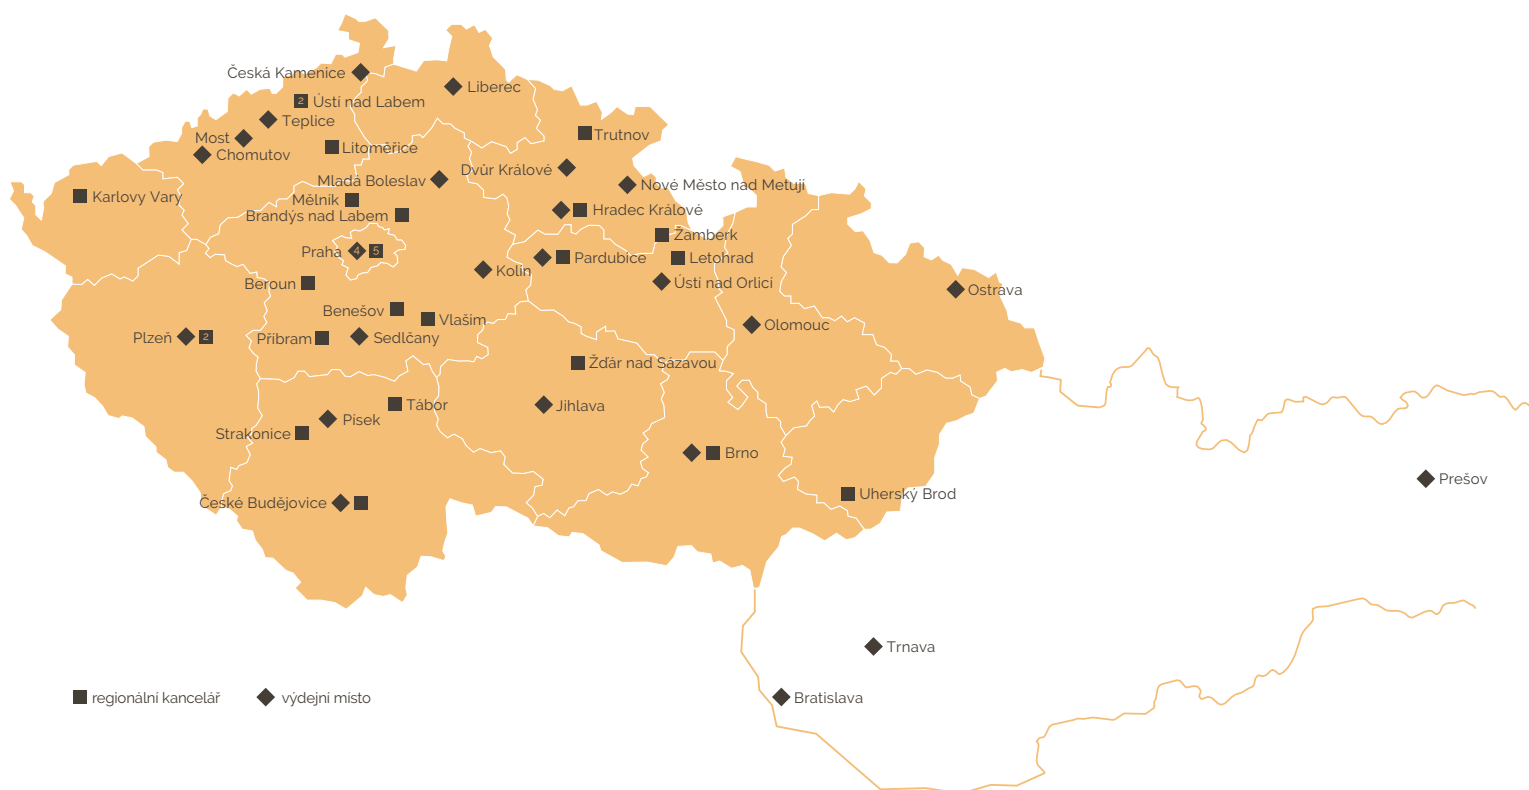 Česká Kamenice
Liberec
2 Ústí nad Labem
Teplice
Most
Trutnov
Chomutov
Litoměřice
Dvůr Králové
Mladá Boleslav
Nové Město nad Metují
Karlovy Vary
Mělník
Brandýs nad Labem
Hradec Králové
Žamberk
Praha 4 5
Pardubice
Letohrad
Kolín
Beroun
Ústí nad Orlicí
Ostrava
Benešov
Vlašim
Olomouc
Plzeň 2
Příbram
Sedlčany
Žďár nad Sázavou
Tábor
Jihlava
Písek
Strakonice
Brno
Prešov
Uherský Brod
České Budějovice
Trnava
regionální kancelář
výdejní místo
Bratislava